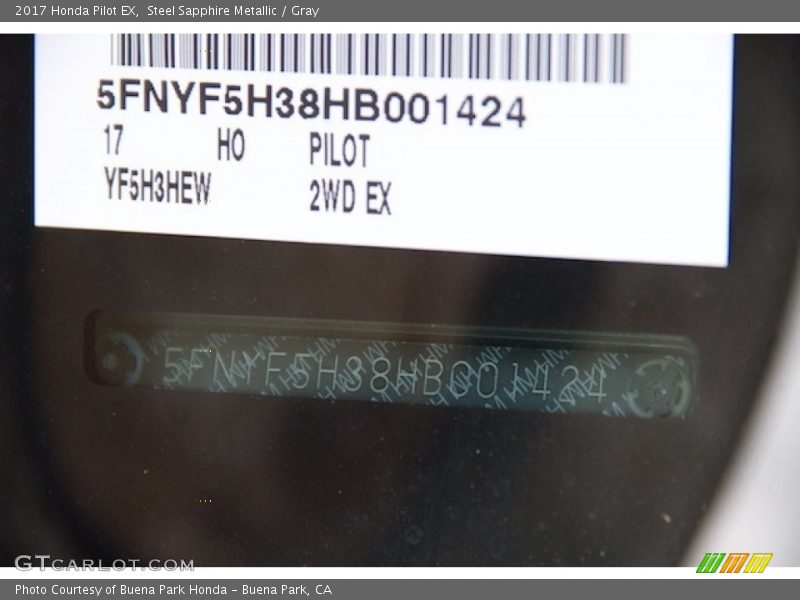 2017 Honda Pilot EX,  Steel Sapphire Metallic / Gray
5FNYF5H38HB001424
17 HO PILOT
YF5H3HEW 2WD EX
5FNYF5H38HB001424
GTCARLOT.COM
Photo Courtesy of Buena Park Honda - Buena Park, CA